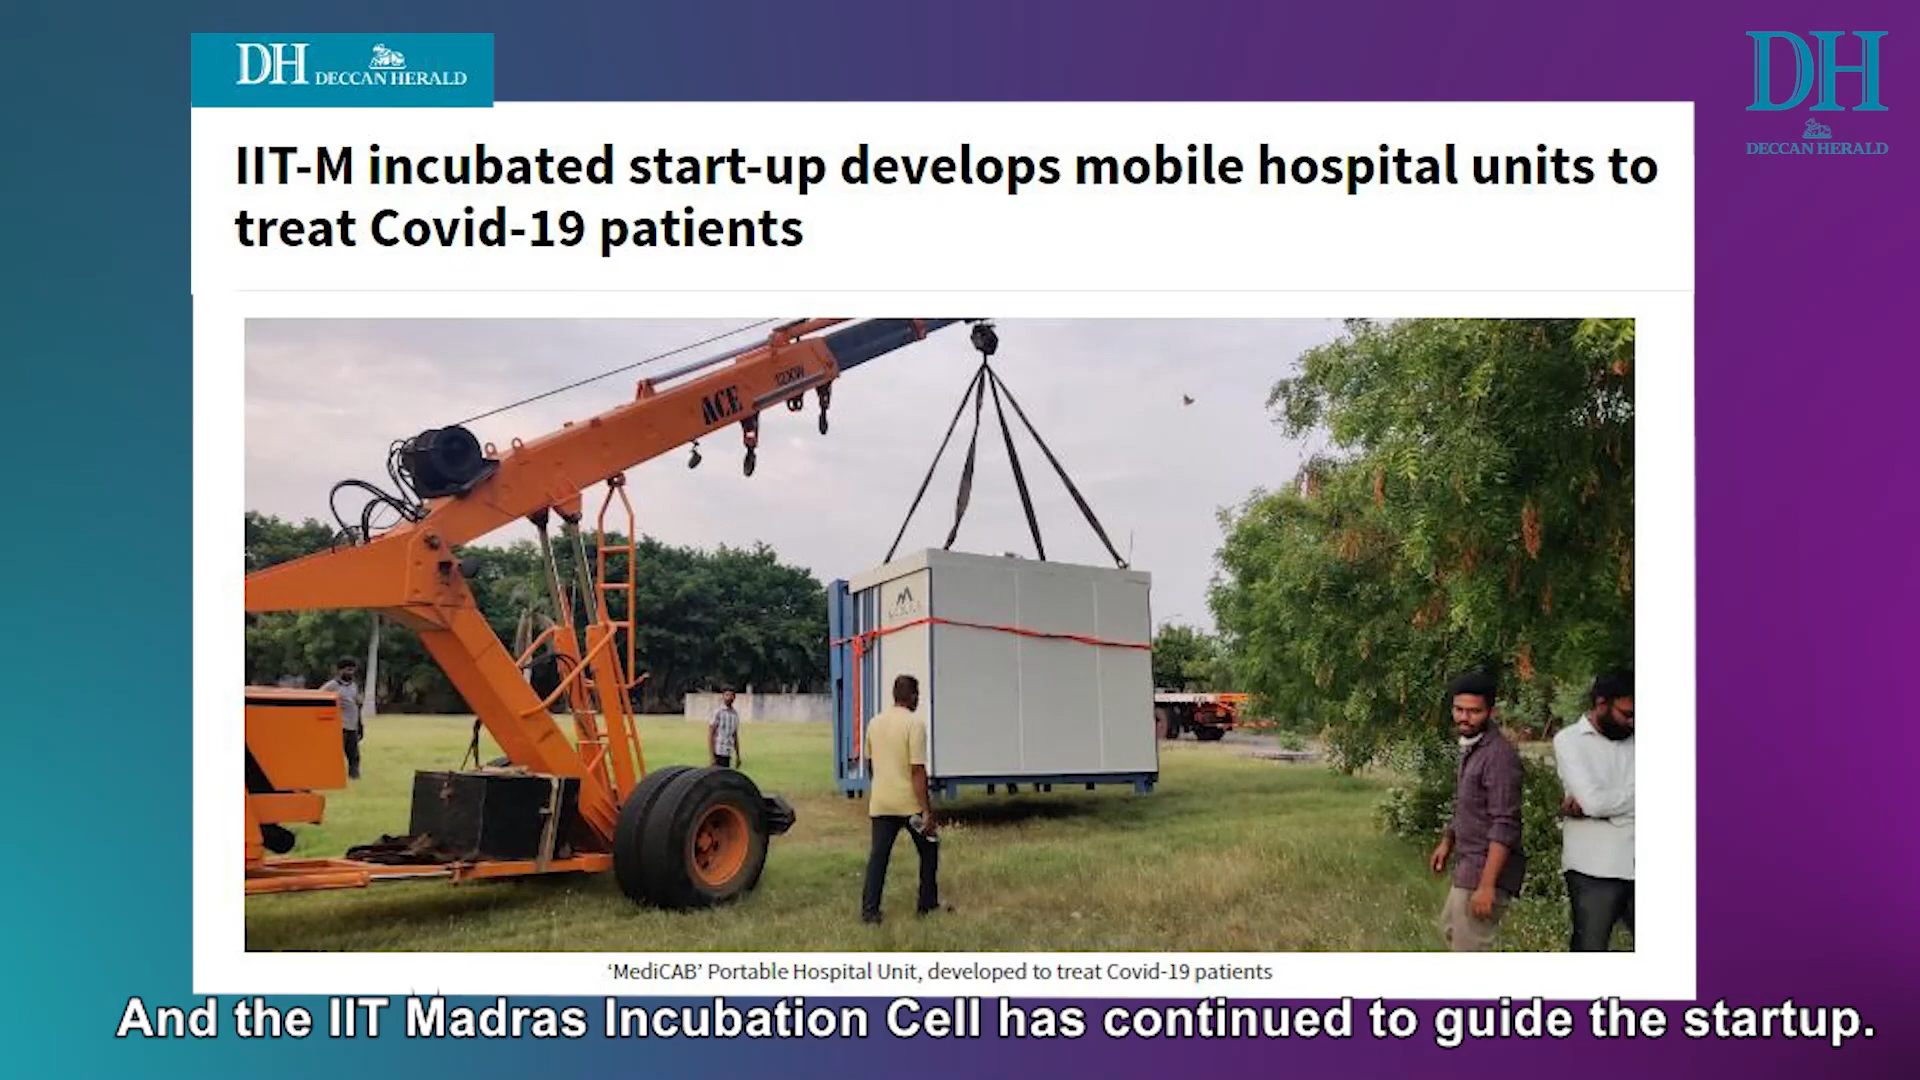 DH DECCAN HERALD
DH
DECCAN HERALD
IIT-M incubated start-up develops mobile hospital units to
treat Covid-19 patients
ACE
12XW
‘MediCAB’ Portable Hospital Unit, developed to treat Covid-19 patients
And the IIT Madras Incubation Cell has continued to guide the startup.